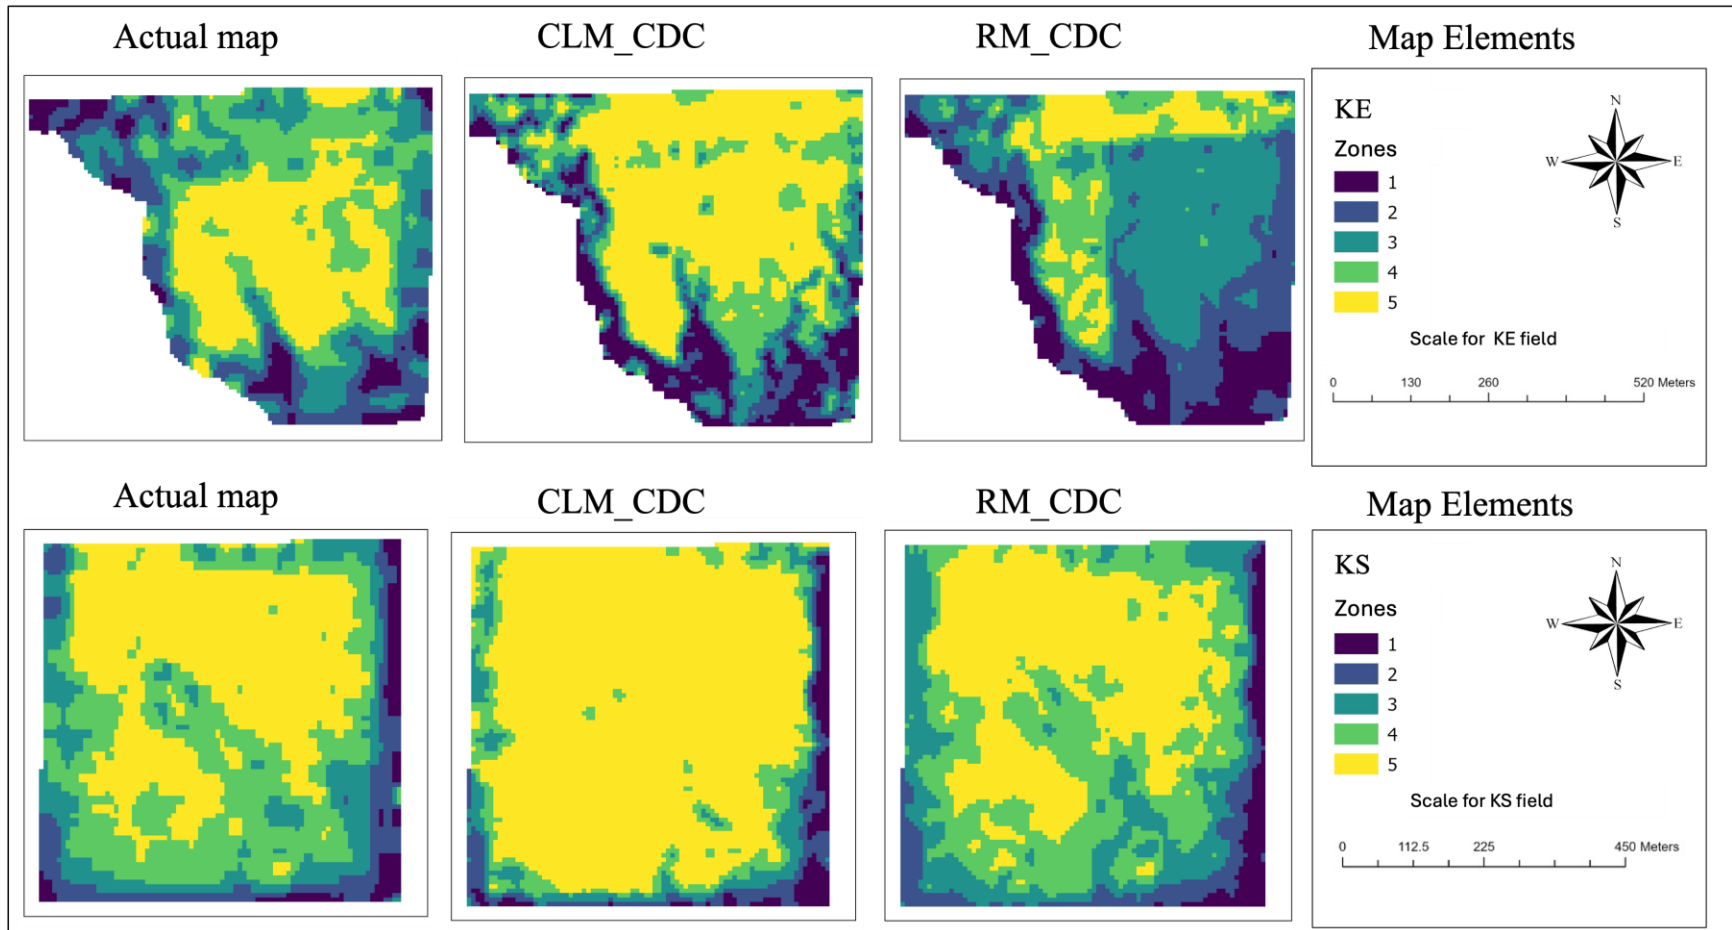 Actual map
CLM_CDC
RM_CDC
Map Elements
KE
Zones
1
2
3
4
5
N
W E
S
Scale for KE field
0 130 260 520 Meters
Actual map
CLM_CDC
RM_CDC
Map Elements
KS
Zones
1
2
3
4
5
N
W E
S
Scale for KS field
0 112.5 225 450 Meters